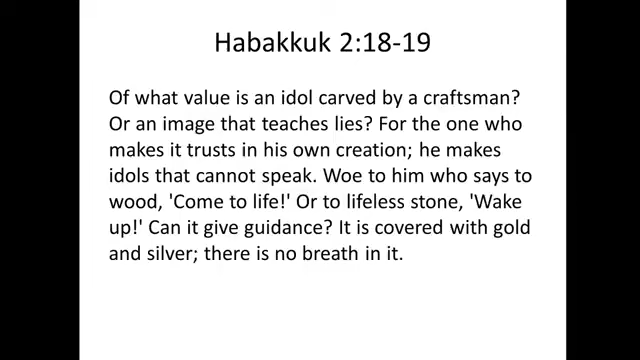 Habakkuk 2:18-19
Of what value is an idol carved by a craftsman?
Or an image that teaches lies? For the one who
makes it trusts in his own creation; he makes
idols that cannot speak. Woe to him who says to
wood, 'Come to life!' Or to lifeless stone, 'Wake
up!' Can it give guidance? It is covered with gold
and silver; there is no breath in it.